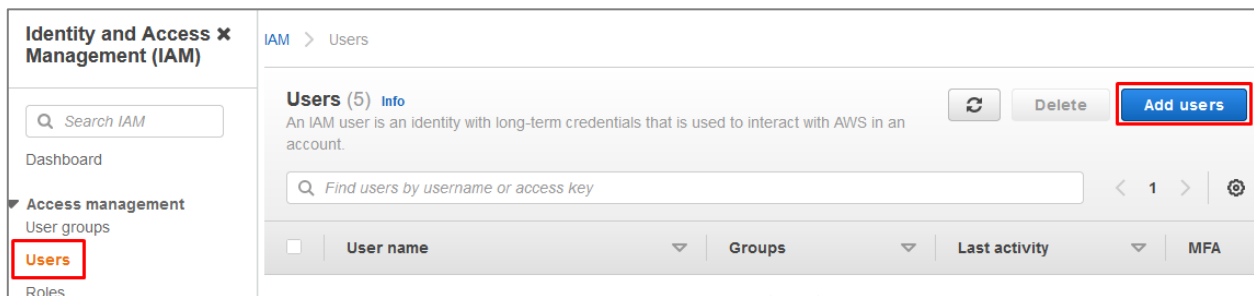 Identity and Access
Management (IAM)
Search IAM
Dashboard
Access management
User groups
Users
Roles
IAM > Users
Users (5) Info
An IAM user is an identity with long-term credentials that is used to interact with AWS in an
account.
Delete
Add users
Find users by username or access key
1
User name
Groups
Last activity
MFA